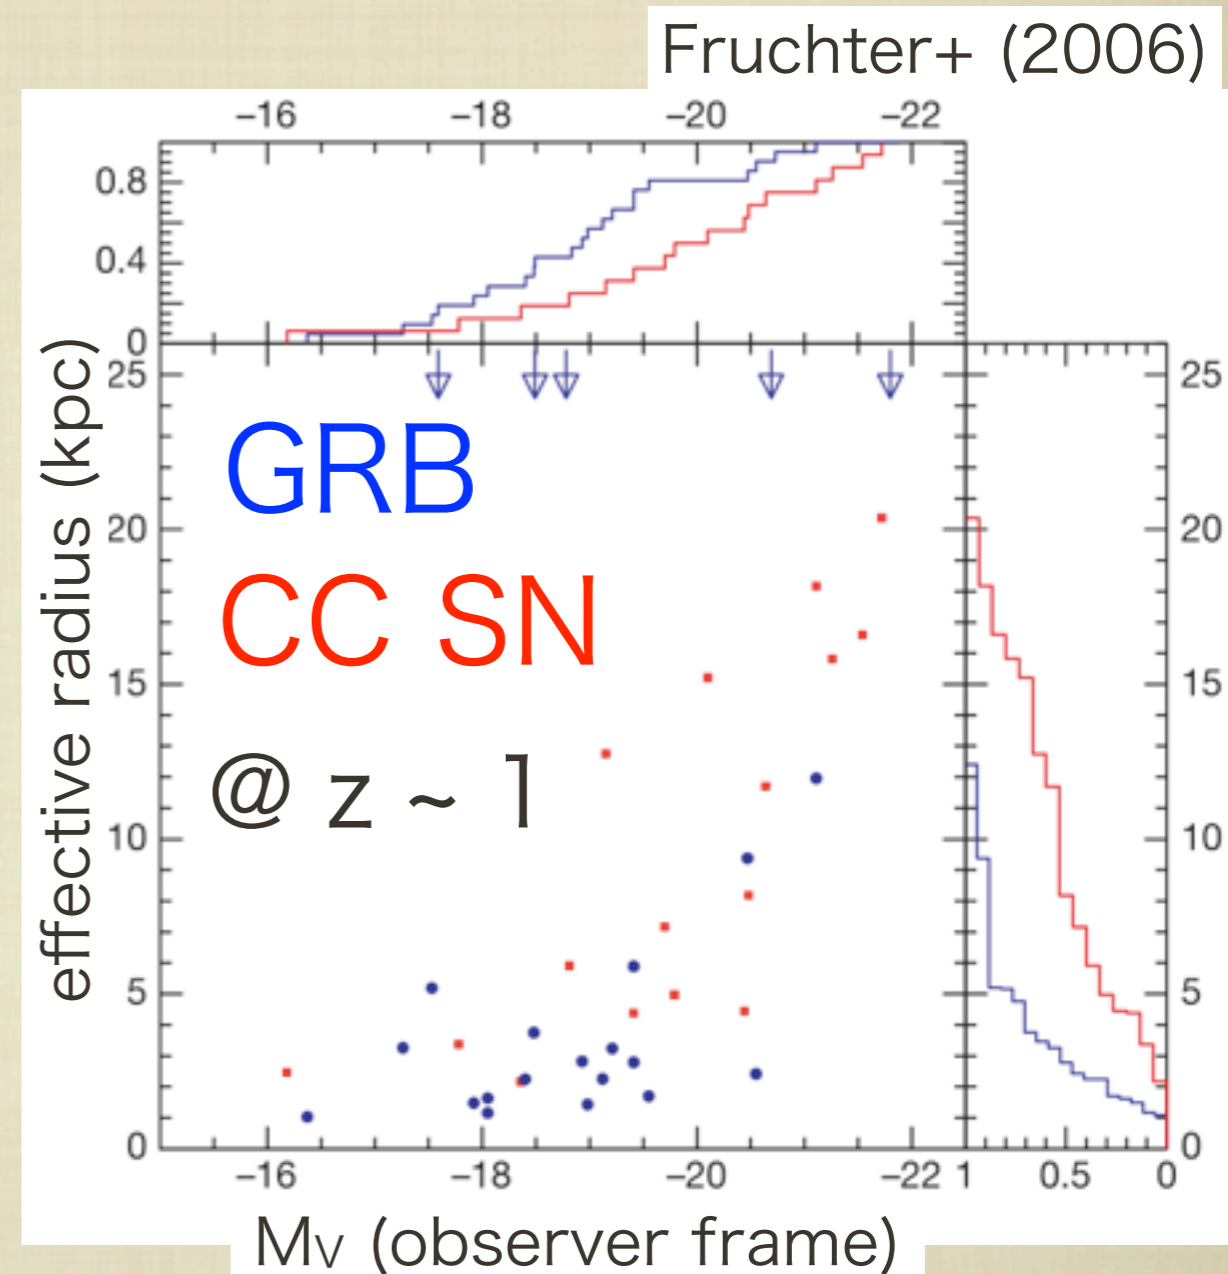 Fruchter+ (2006)
−16 −18 −20 −22
0.8
0.4
0
effective radius (kpc)
25 25
GRB
20 20
CC SN
15 15
@ z ~ 1
10 10
5 5
0 0
−16 −18 −20 −22 1 0.5 0
MV (observer frame)